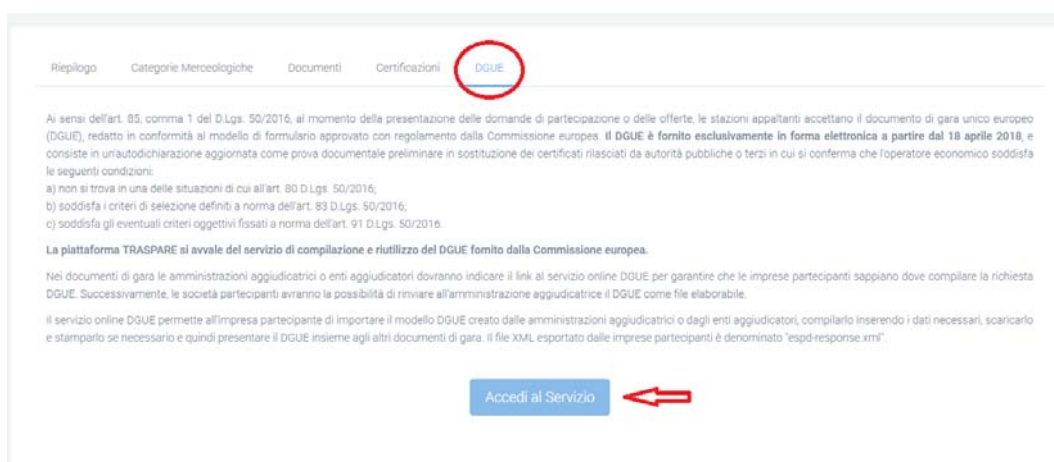 Riepilogo Categorie Merceologiche Documenti Certificazioni DGUE
Ai sensi dell'art. 85, comma 1 del D.Lgs. 50/2016, al momento della presentazione delle domande di partecipazione o delle offerte, le stazioni appaltanti accettano il documento di gara unico europeo
(DGUE), redatto in conformità al modello di formulario approvato con regolamento dalla Commissione europea. Il DGUE è fornito esclusivamente in forma elettronica a partire dal 18 aprile 2018, e
consiste in un'autodichiarazione aggiornata come prova documentale preliminare in sostituzione dei certificati rilasciati da autorità pubbliche o terzi in cui si conferma che l'operatore economico soddisfa
le seguenti condizioni:
a) non si trova in una delle situazioni di cui all'art. 80 D.Lgs. 50/2016;
b) soddisfa i criteri di selezione definiti a norma dell'art. 83 D.Lgs. 50/2016;
c) soddisfa gli eventuali criteri oggettivi fissati a norma dell'art. 91 D.Lgs. 50/2016.
La piattaforma TRASPARE si avvale del servizio di compilazione e riutilizzo del DGUE fornito dalla Commissione europea.
Nei documenti di gara le amministrazioni aggiudicatrici o enti aggiudicatori dovranno indicare il link al servizio online DGUE per garantire che le imprese partecipanti sappiano dove compilare la richiesta
DGUE. Successivamente, le società partecipanti avranno la possibilità di rinviare all'amministrazione aggiudicatrice il DGUE come file elaborabile.
Il servizio online DGUE permette all'impresa partecipante di importare il modello DGUE creato dalle amministrazioni aggiudicatrici o dagli enti aggiudicatori, compilarlo inserendo i dati necessari, scaricarlo
e stamparlo se necessario e quindi presentare il DGUE insieme agli altri documenti di gara. Il file XML esportato dalle imprese partecipanti è denominato "espd-response.xml".
Accedi al Servizio